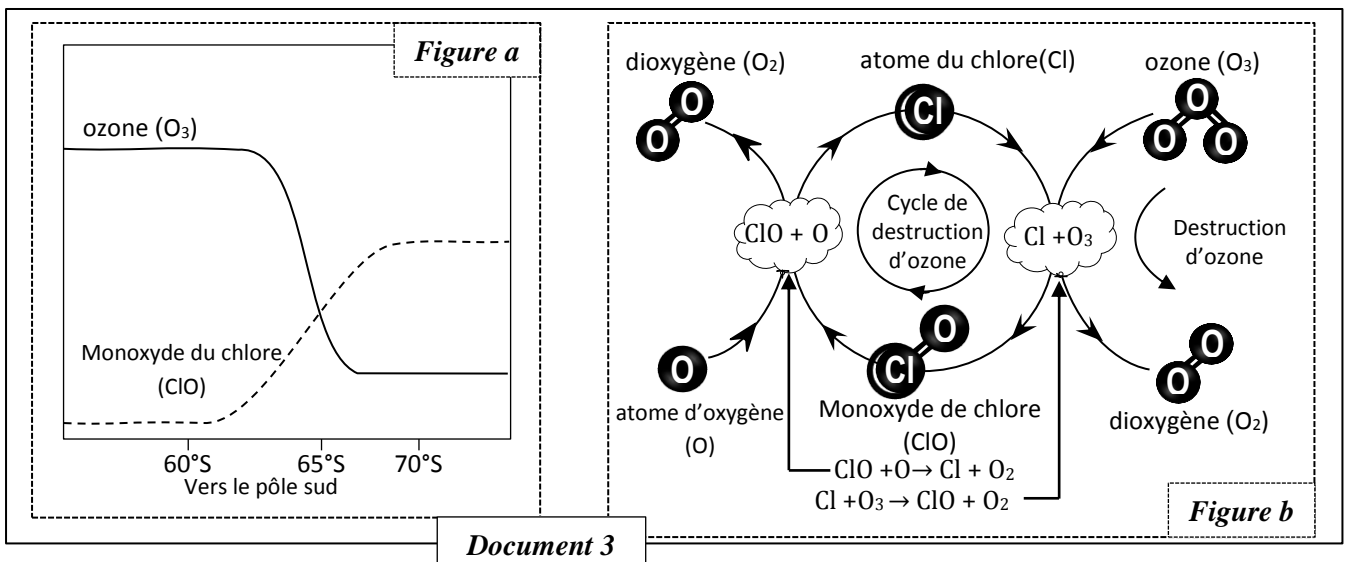 Figure a
ozone (O₃)
Monoxyde du chlore
(ClO)
60°S
65°S
70°S
Vers le pôle sud
dioxygène (O₂)
atome du chlore(Cl)
ozone (O₃)
O
O
Cl
O
O
O
ClO + O
Cycle de
destruction
d'ozone
Cl +O₃
Destruction
d'ozone
O
Cl
O
O
O
atome d'oxygène
(O)
Monoxyde de chlore
(ClO)
dioxygène (O₂)
ClO +O→ Cl + O₂
Cl +O₃ → ClO + O₂
Figure b
Document 3